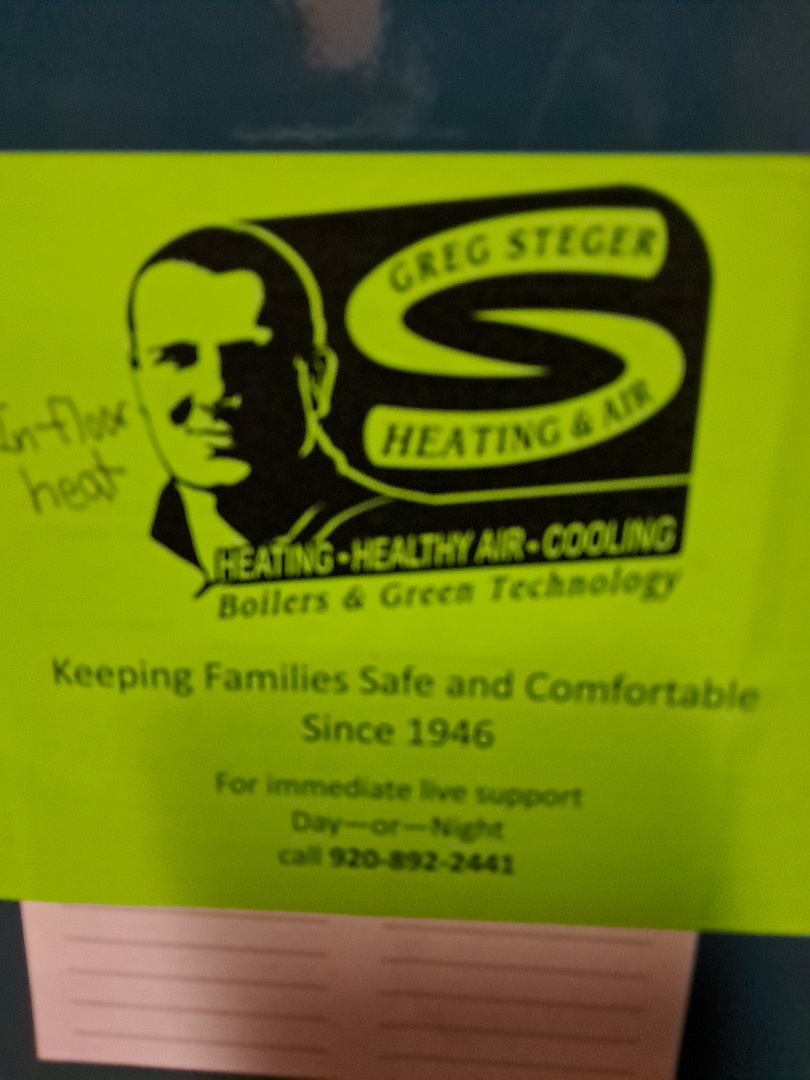 GREG STEGER
HEATING & AIR
In-floor
heat
HEATING • HEALTHY AIR • COOLING
Boilers & Green Technology
Keeping Families Safe and Comfortable
Since 1946
For immediate live support
Day—or—Night
call 920-892-2441